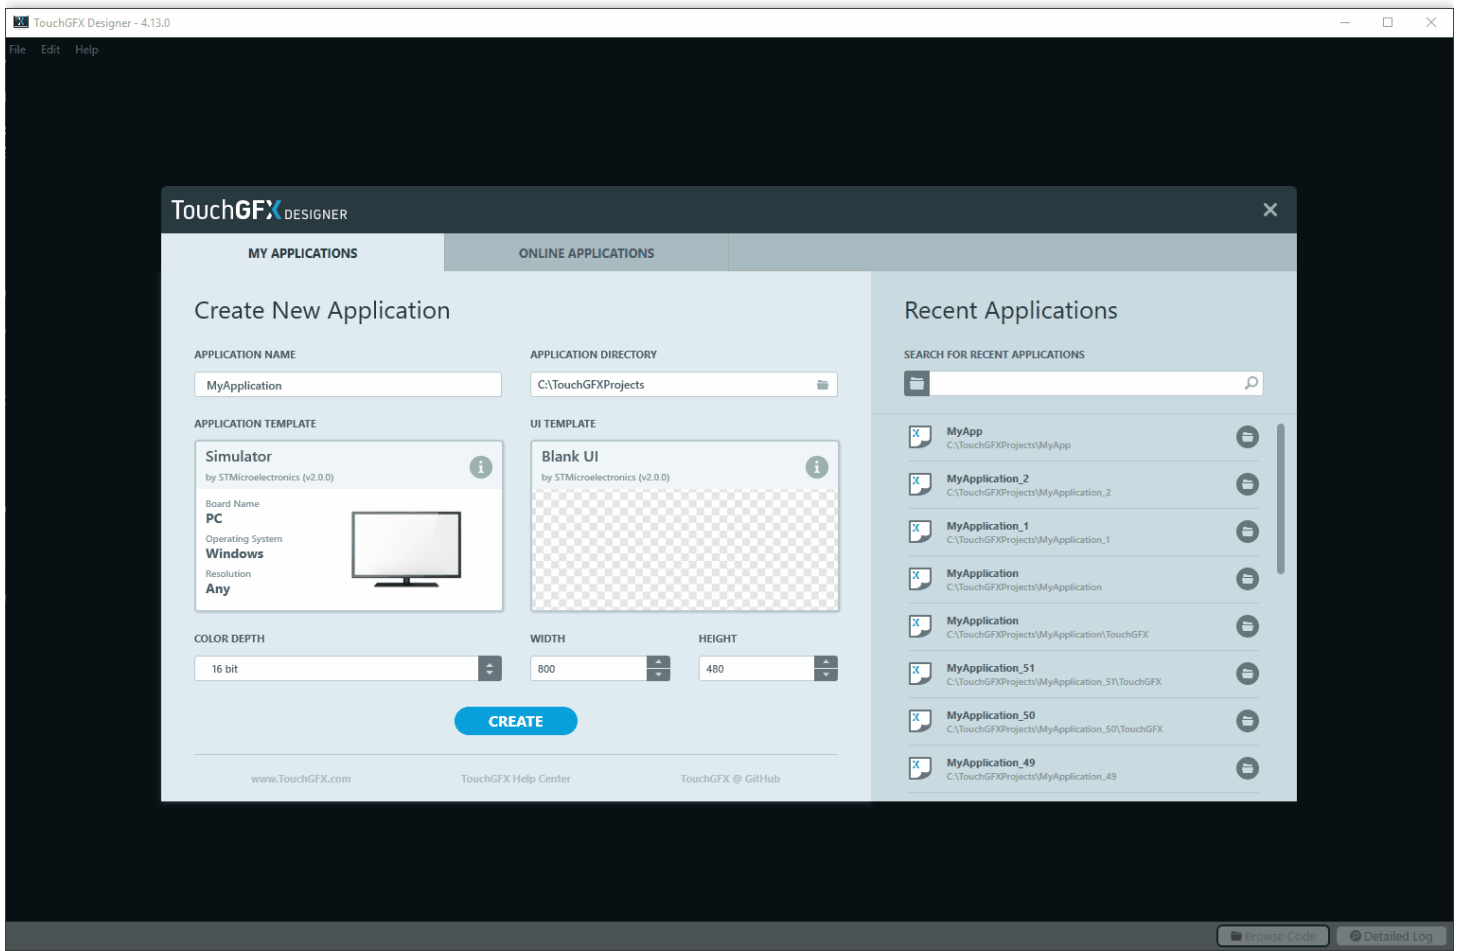 TouchGFX Designer - 4.13.0
File Edit Help
TouchGFX DESIGNER
MY APPLICATIONS
ONLINE APPLICATIONS
Create New Application
APPLICATION NAME
APPLICATION DIRECTORY
MyApplication
C:\TouchGFXProjects
APPLICATION TEMPLATE
UI TEMPLATE
Simulator
by STMicroelectronics (v2.0.0)
Board Name
PC
Operating System
Windows
Resolution
Any
Blank UI
by STMicroelectronics (v2.0.0)
COLOR DEPTH
WIDTH
HEIGHT
16 bit
800
480
CREATE
www.TouchGFX.com
TouchGFX Help Center
TouchGFX @ GitHub
Recent Applications
SEARCH FOR RECENT APPLICATIONS
MyApp
C:\TouchGFXProjects\MyApp
MyApplication_2
C:\TouchGFXProjects\MyApplication_2
MyApplication_1
C:\TouchGFXProjects\MyApplication_1
MyApplication
C:\TouchGFXProjects\MyApplication
MyApplication
C:\TouchGFXProjects\MyApplication\TouchGFX
MyApplication_51
C:\TouchGFXProjects\MyApplication_51\TouchGFX
MyApplication_50
C:\TouchGFXProjects\MyApplication_50\TouchGFX
MyApplication_49
C:\TouchGFXProjects\MyApplication_49
Browse Code
Detailed Log